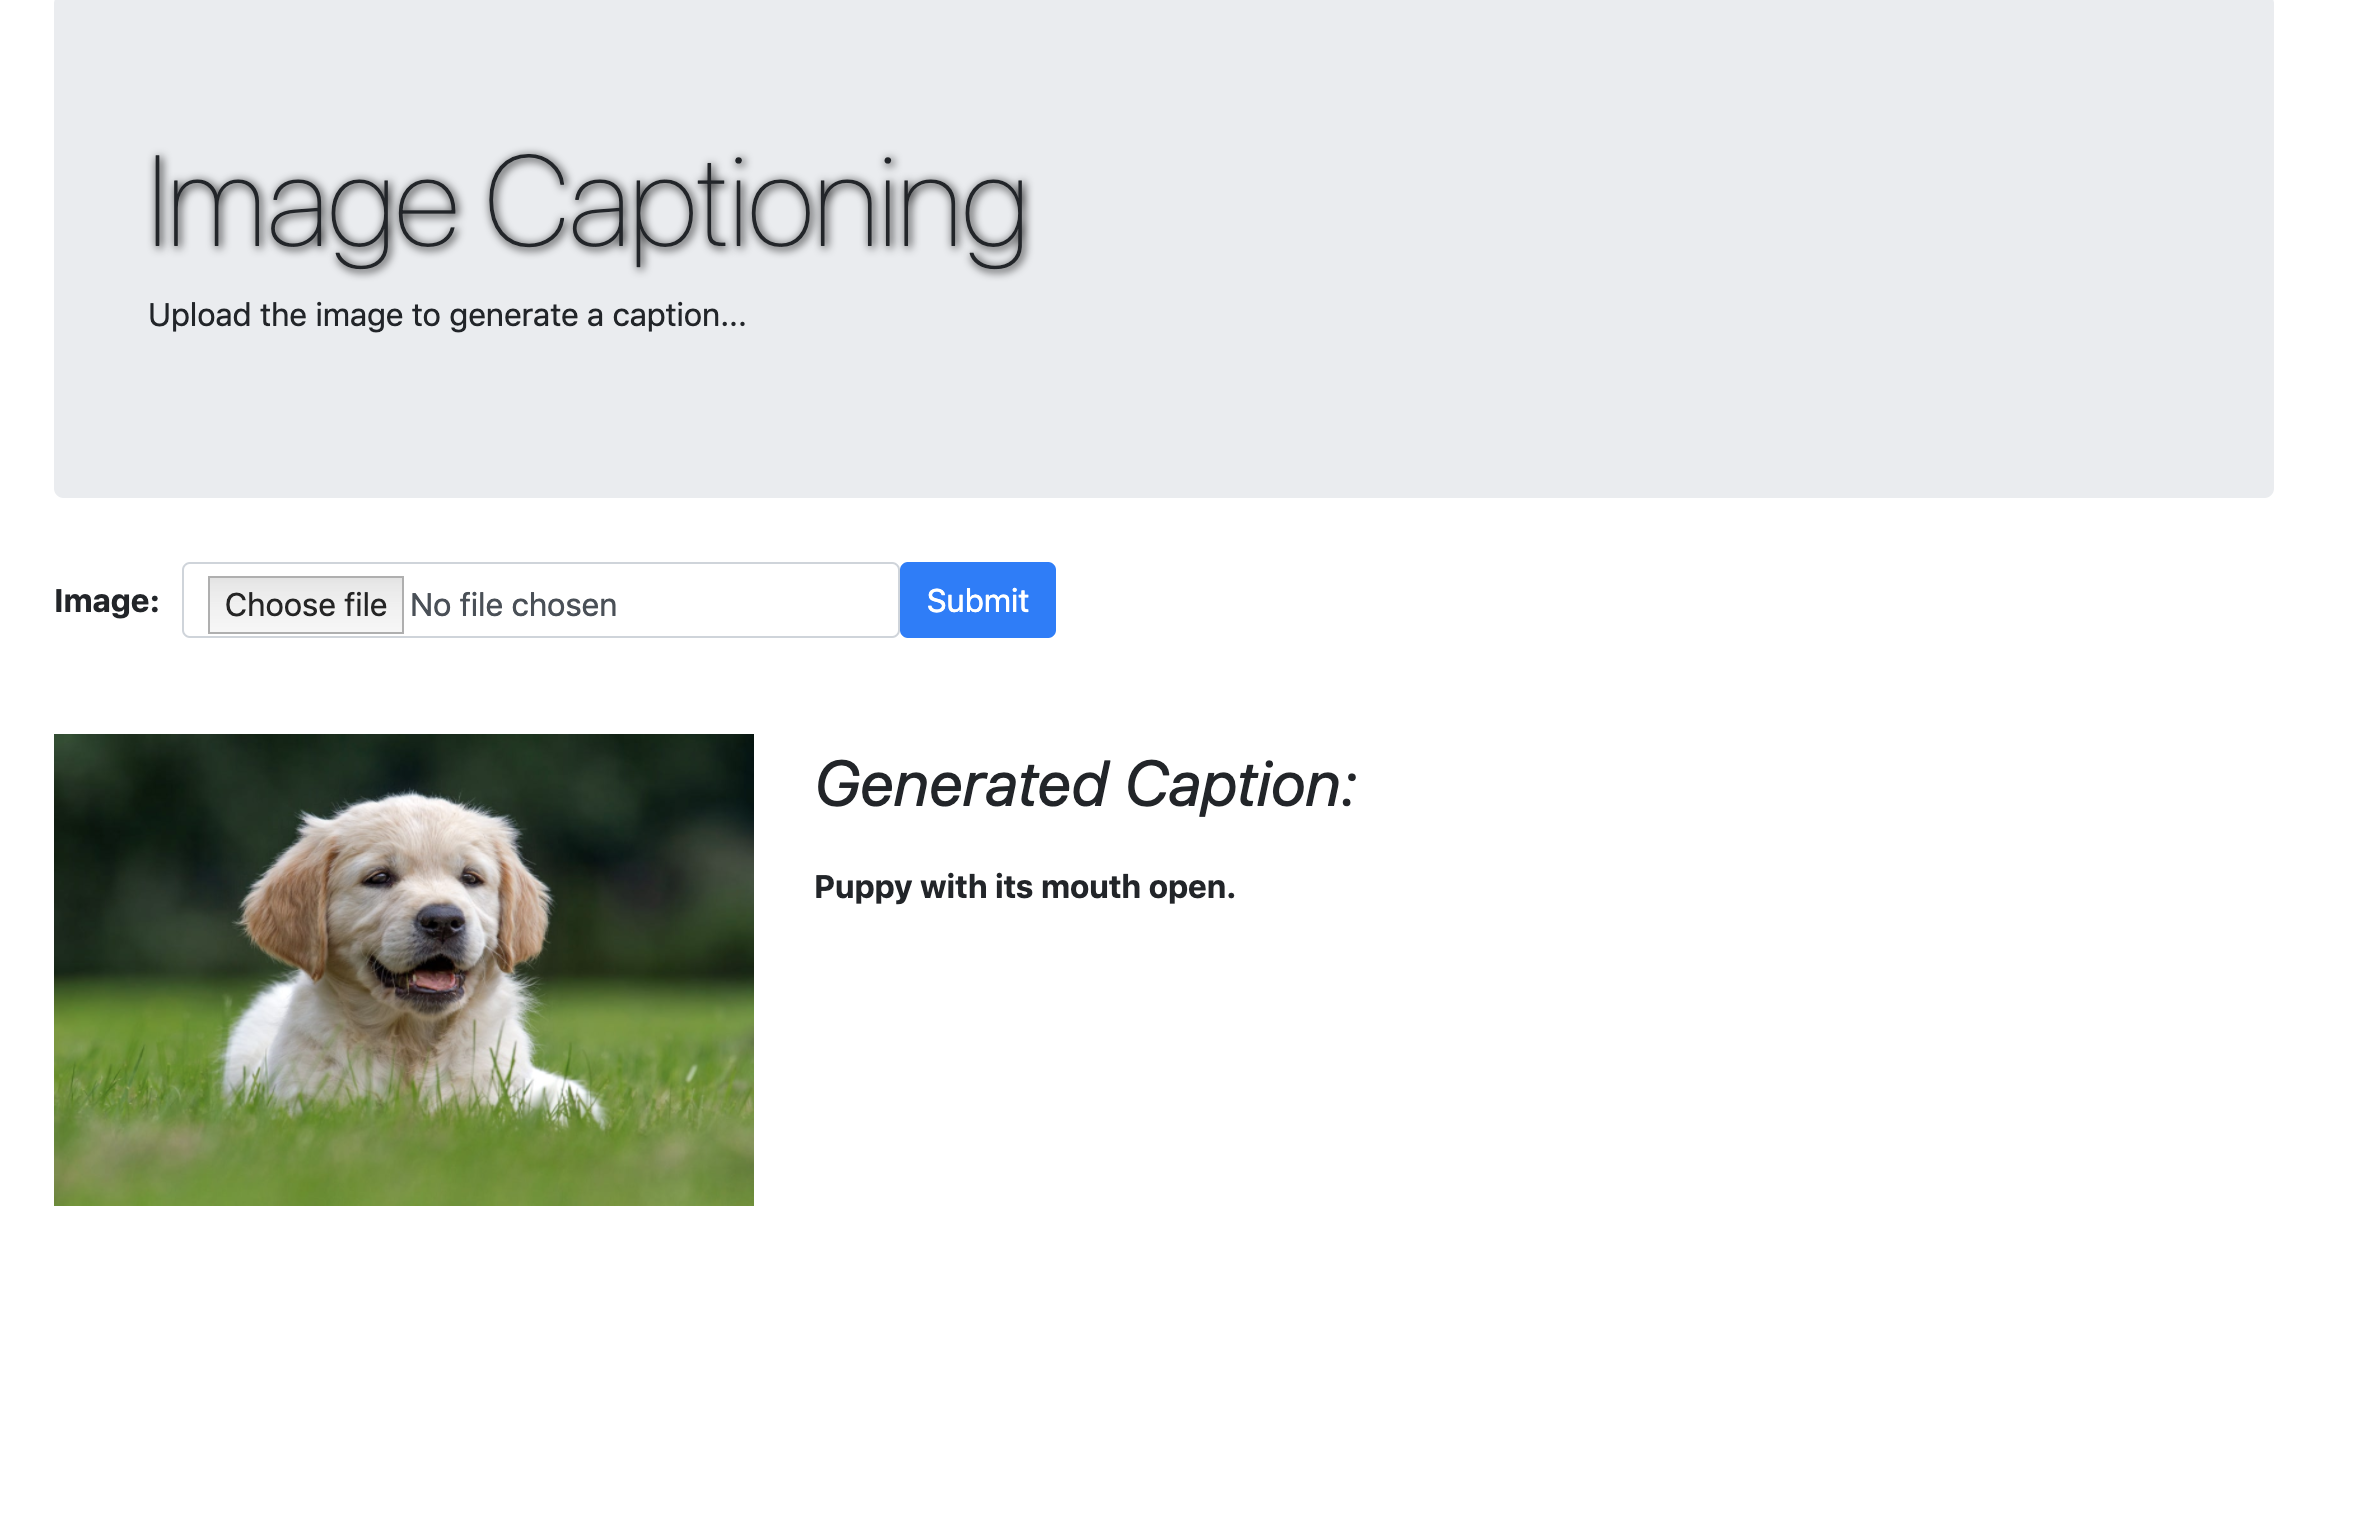 Image Captioning
Upload the image to generate a caption...
Image: Choose file No file chosen Submit
Generated Caption:
Puppy with its mouth open.